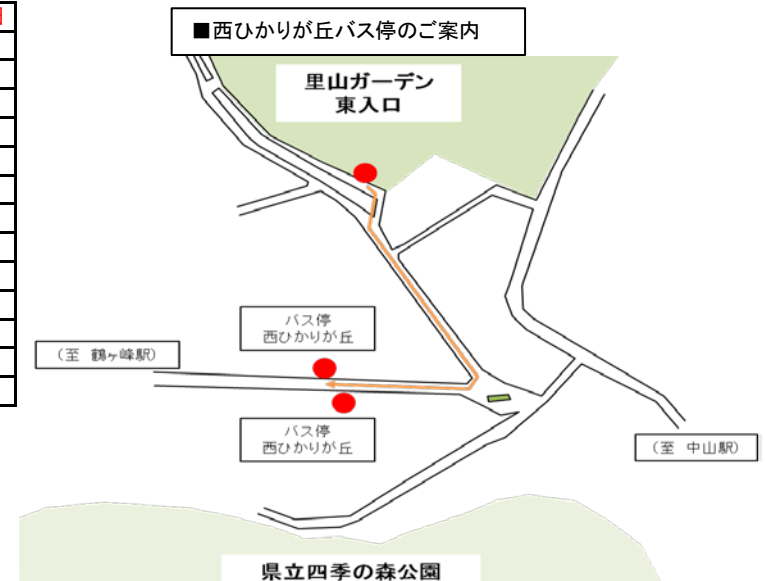 ■西ひかりが丘バス停のご案内
里山ガーデン
東入口
バス停
西ひかりが丘
(至 鶴ヶ峰駅)
バス停
西ひかりが丘
(至 中山駅)
県立四季の森公園